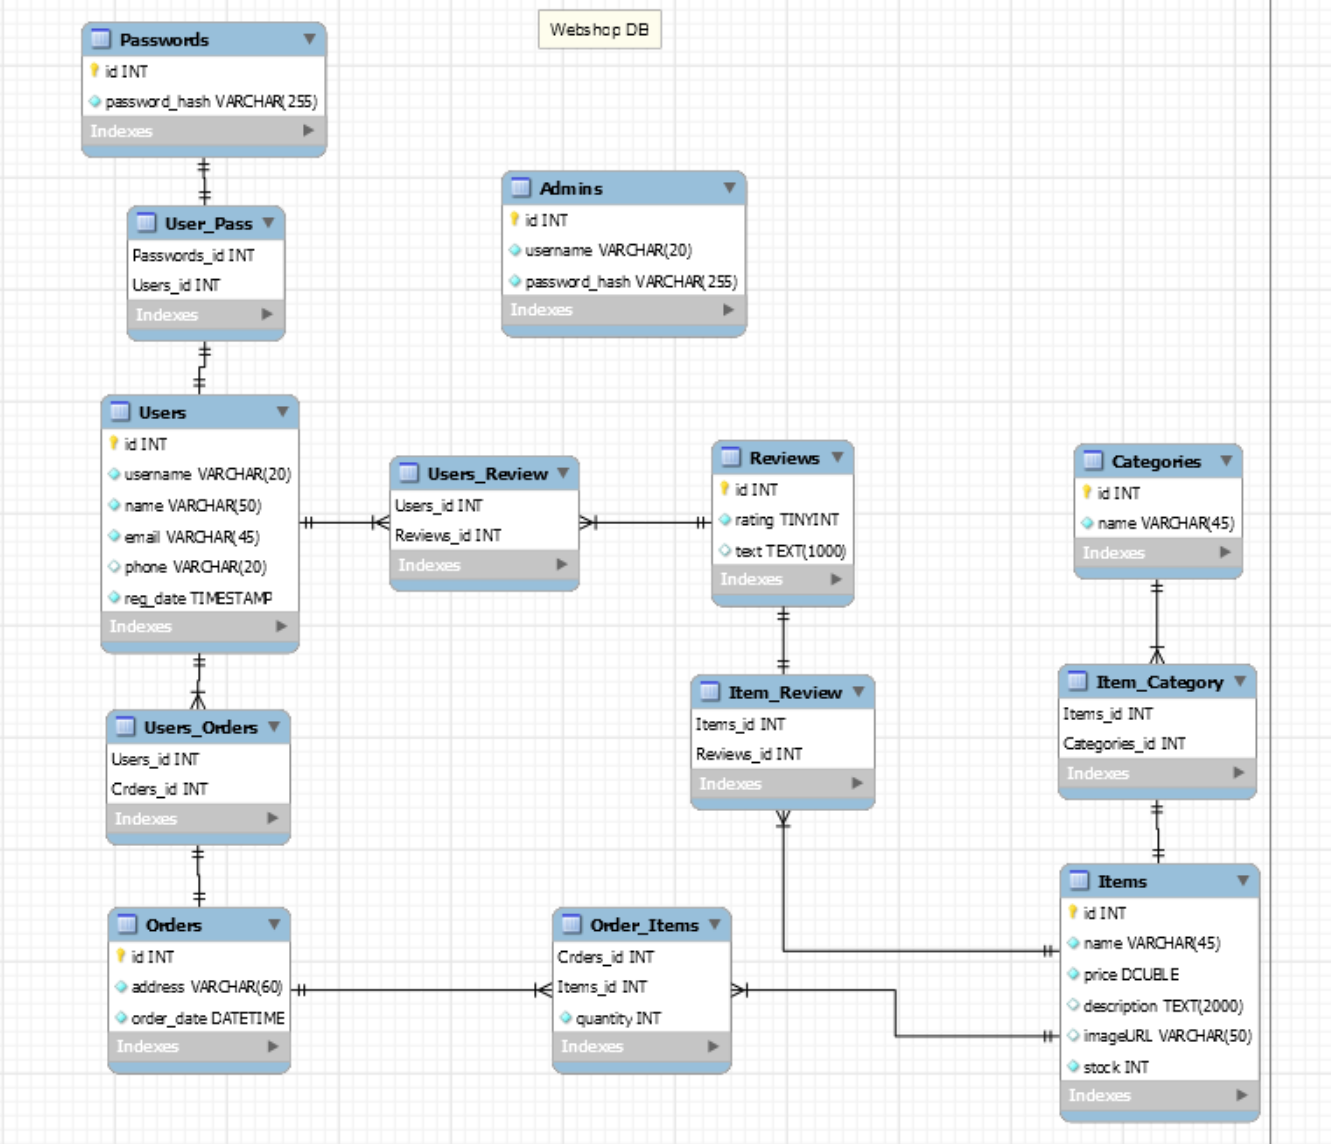 Webshop DB
Passwords
id INT
password_hash VARCHAR(255)
Indexes
User_Pass
Passwords_id INT
Users_id INT
Indexes
Admins
id INT
username VARCHAR(20)
password_hash VARCHAR(255)
Indexes
Users
id INT
username VARCHAR(20)
name VARCHAR(50)
email VARCHAR(45)
phone VARCHAR(20)
reg_date TIMESTAMP
Indexes
Users_Review
Users_id INT
Reviews_id INT
Indexes
Reviews
id INT
rating TINYINT
text TEXT(1000)
Indexes
Categories
id INT
name VARCHAR(45)
Indexes
Users_Orders
Users_id INT
Orders_id INT
Indexes
Item_Review
Items_id INT
Reviews_id INT
Indexes
Item_Category
Items_id INT
Categories_id INT
Indexes
Orders
id INT
address VARCHAR(60)
order_date DATETIME
Indexes
Order_Items
Orders_id INT
Items_id INT
quantity INT
Indexes
Items
id INT
name VARCHAR(45)
price DOUBLE
description TEXT(2000)
imageURL VARCHAR(50)
stock INT
Indexes